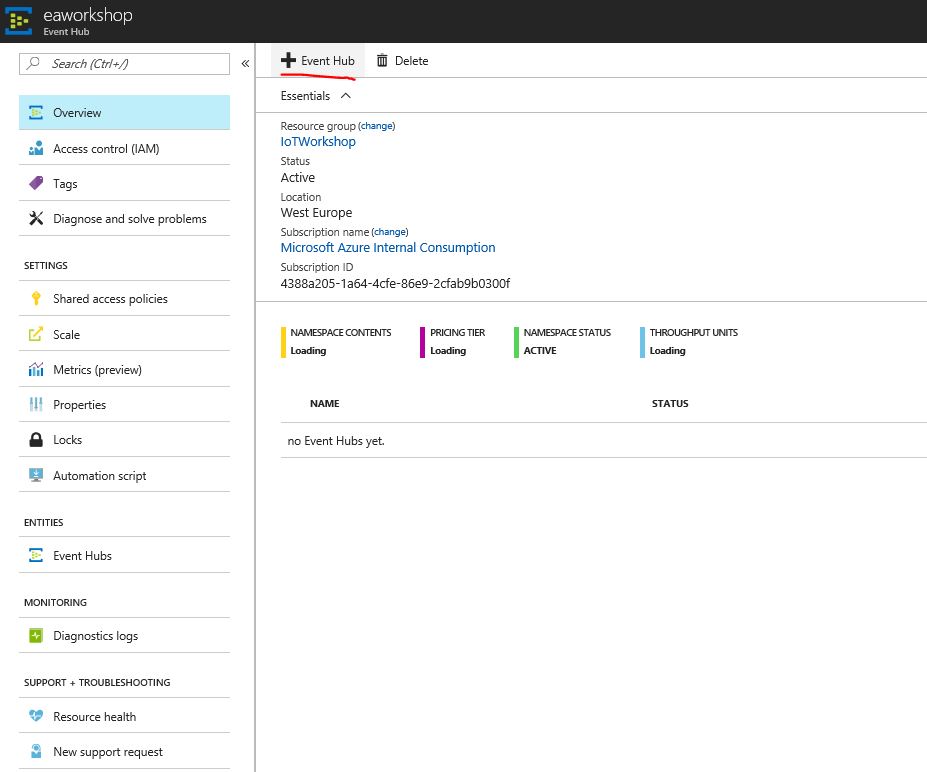 eaworkshop
Event Hub
Search (Ctrl+/)
«
Overview
Access control (IAM)
Tags
Diagnose and solve problems
SETTINGS
Shared access policies
Scale
Metrics (preview)
Properties
Locks
Automation script
ENTITIES
Event Hubs
MONITORING
Diagnostics logs
SUPPORT + TROUBLESHOOTING
Resource health
New support request
Event Hub Delete
Essentials
Resource group (change)
IoTWorkshop
Status
Active
Location
West Europe
Subscription name (change)
Microsoft Azure Internal Consumption
Subscription ID
4388a205-1a64-4cfe-86e9-2cfab9b0300f
NAMESPACE CONTENTS PRICING TIER NAMESPACE STATUS THROUGHPUT UNITS
Loading Loading ACTIVE Loading
NAME STATUS
no Event Hubs yet.